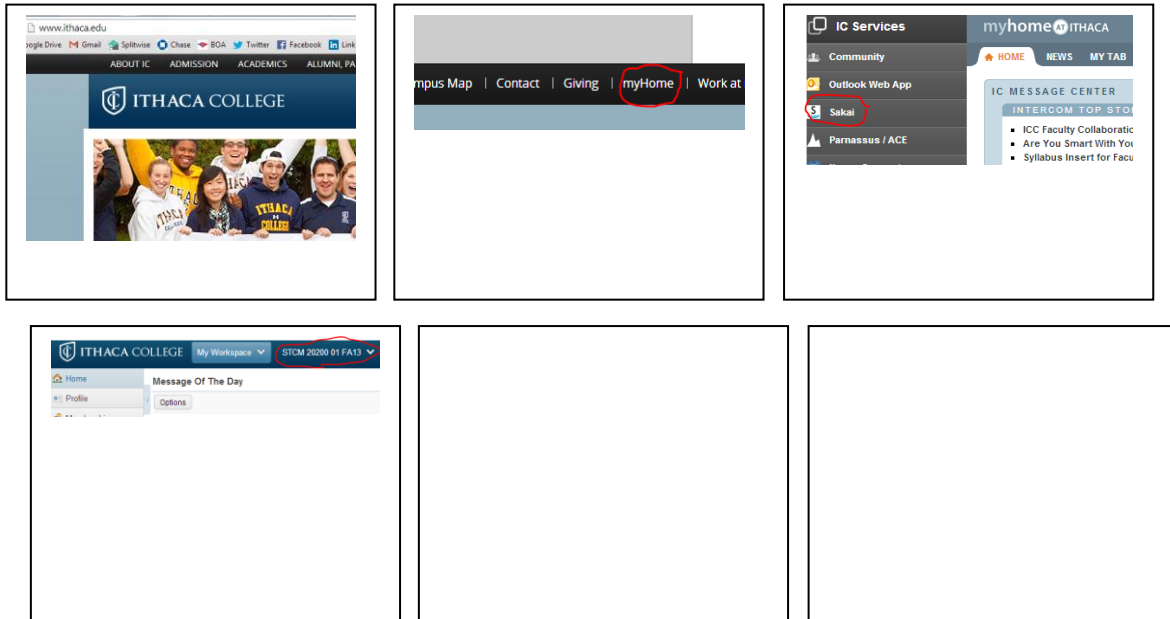 www.ithaca.edu
oogle Drive Gmail Splitwise Chase BOA Twitter Facebook Link
ABOUT IC ADMISSION ACADEMICS ALUMNI, PA
ITHACA COLLEGE
ITHACA
COLLEGE
mpus Map | Contact | Giving | myHome | Work at
IC Services
Community
Outlook Web App
Sakai
Parnassus / ACE
myhome AT ITHACA
HOME NEWS MY TAB
IC MESSAGE CENTER
INTERCOM TOP STO
ICC Faculty Collaboratio
Are You Smart With You
Syllabus Insert for Facu
ITHACA COLLEGE My Workspace STCM 20200 01 FA13
Home
Profile
Message Of The Day
Options